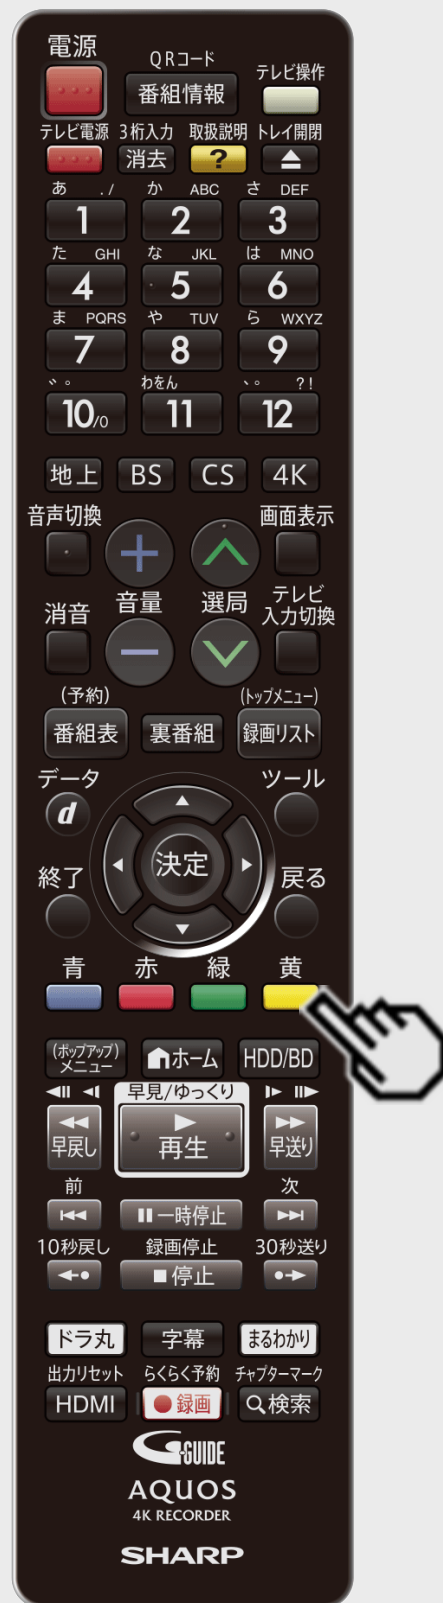 電源
QRコード
番組情報
テレビ操作
テレビ電源 3桁入力 取扱説明 トレイ開閉
消去 ?
あ ./ か ABC さ DEF
1 2 3
た GHI な JKL は MNO
4 5 6
ま PQRS や TUV ら WXYZ
7 8 9
゛゜ わをん 、。 ?!
10/0 11 12
地上 BS CS 4K
音声切換 画面表示
消音 音量 選局 テレビ
入力切換
(予約) (トップメニュー)
番組表 裏番組 録画リスト
データ ツール
d
決定
終了 戻る
青 赤 緑 黄
(ポップアップ)
メニュー ホーム HDD/BD
早見/ゆっくり
早戻し 再生 早送り
前 次
一時停止
10秒戻し 録画停止 30秒送り
停止
ドラ丸 字幕 まるわかり
出力リセット らくらく予約 チャプターマーク
HDMI 録画 検索
G-GUIDE
AQUOS
4K RECORDER
SHARP